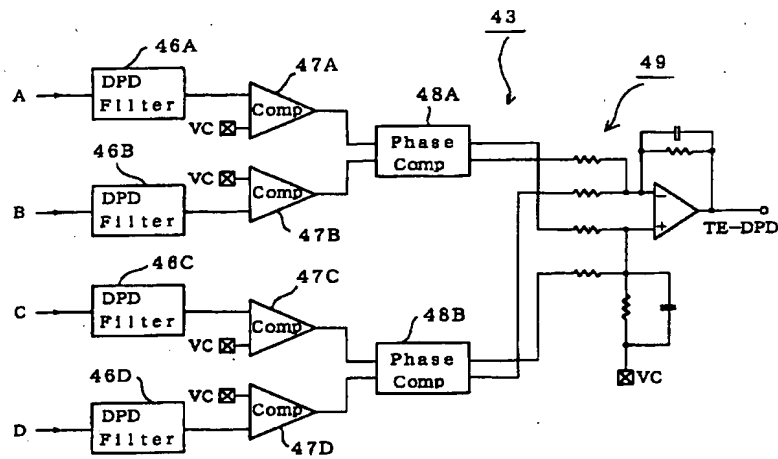 43
46A
47A
49
A
DPD
Filter
Comp
VC
48A
46B
VC
Phase
Comp
B
DPD
Filter
Comp
47B
TE-DPD
46C
47C
C
DPD
Filter
Comp
VC
48B
46D
VC
Phase
Comp
VC
D
DPD
Filter
Comp
47D